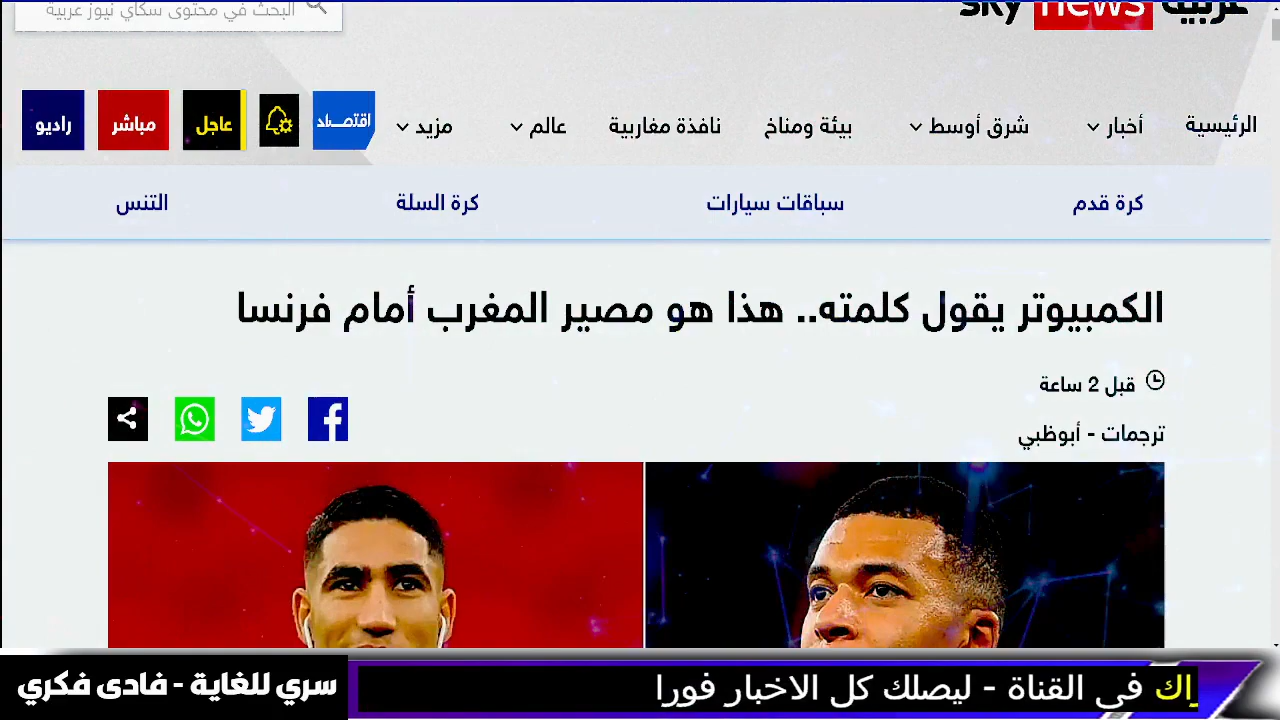 البحث في محتوى سكاي نيوز عربية
sky news عربية
الرئيسية أخبار شرق أوسط بيئة ومناخ نافذة مغاربية عالم مزيد اقتصاد عاجل مباشر راديو
كرة قدم سباقات سيارات كرة السلة التنس
الكمبيوتر يقول كلمته.. هذا هو مصير المغرب أمام فرنسا
قبل 2 ساعة
ترجمات - أبوظبي
في القناة - ليصلك كل الاخبار فورا
سري للغاية - فادى فكري